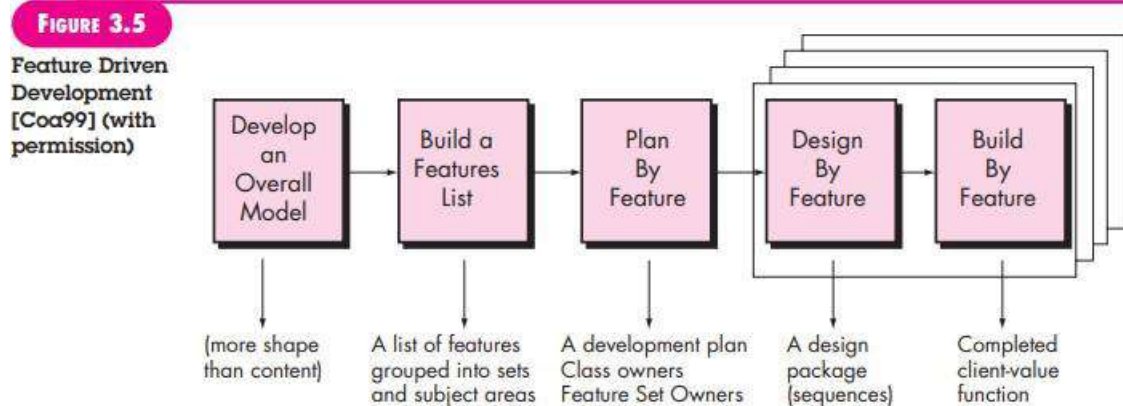 FIGURE 3.5
Feature Driven
Development
[Coa99] (with
permission)
Develop
an
Overall
Model
Build a
Features
List
Plan
By
Feature
Design
By
Feature
Build
By
Feature
(more shape
than content)
A list of features
grouped into sets
and subject areas
A development plan
Class owners
Feature Set Owners
A design
package
(sequences)
Completed
client-value
function